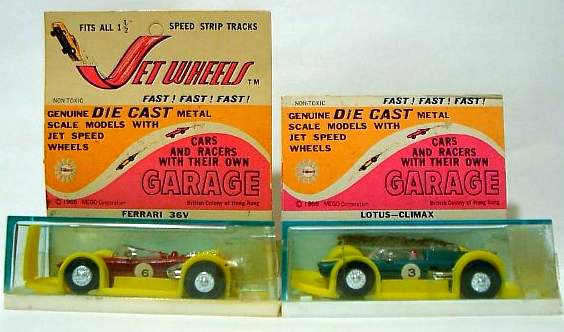 FITS ALL 1 1/2" SPEED STRIP TRACKS
JET WHEELS TM
NON-TOXIC FAST! FAST! FAST!
GENUINE DIE CAST METAL
SCALE MODELS WITH
JET SPEED
WHEELS
CARS
AND RACERS
WITH THEIR OWN
GARAGE
© 1968 MEGO Corporation British Colony of Hong Kong
FERRARI 36V
6
NON-TOXIC FAST! FAST! FAST!
GENUINE DIE CAST METAL
SCALE MODELS WITH
JET SPEED
WHEELS
CARS
AND RACERS
WITH THEIR OWN
GARAGE
© 1968 MEGO Corporation British Colony of Hong Kong
LOTUS-CLIMAX
3